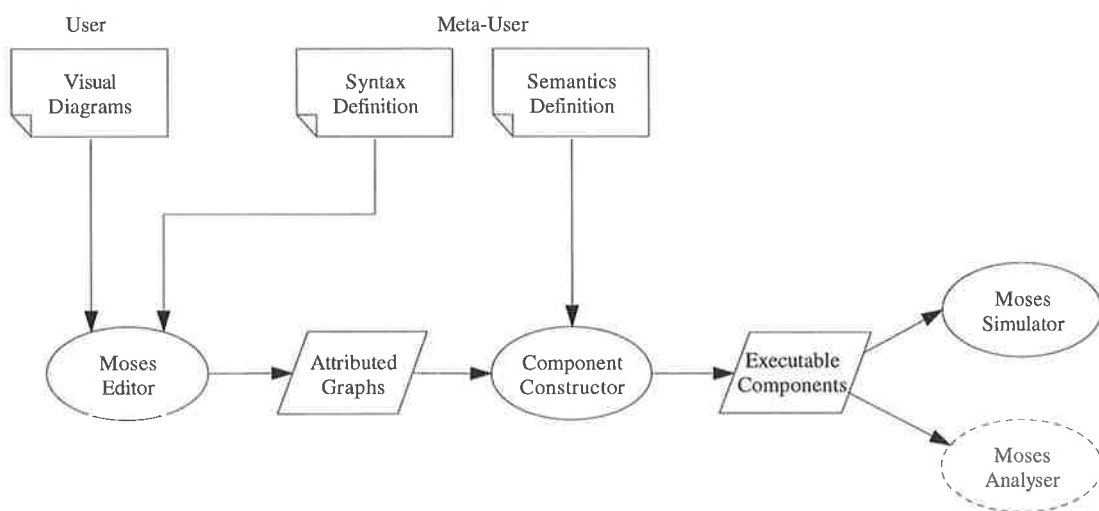 User
Meta-User
Visual
Diagrams
Syntax
Definition
Semantics
Definition
Moses
Editor
Attributed
Graphs
Component
Constructor
Executable
Components
Moses
Simulator
Moses
Analyser